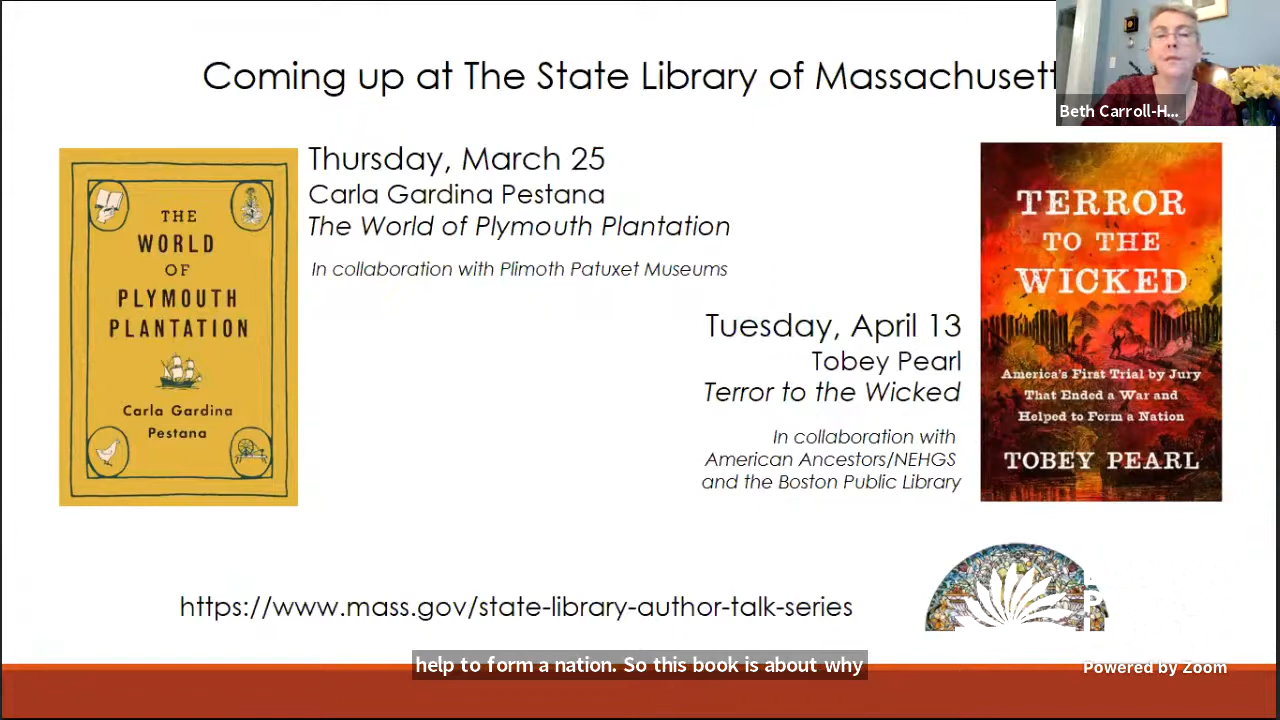 Coming up at The State Library of Massachusett
Beth Carroll-H...
THE
WORLD
OF
PLYMOUTH
PLANTATION
Carla Gardina
Pestana
Thursday, March 25
Carla Gardina Pestana
The World of Plymouth Plantation
In collaboration with Plimoth Patuxet Museums
Tuesday, April 13
Tobey Pearl
Terror to the Wicked
In collaboration with
American Ancestors/NEHGS
and the Boston Public Library
TERROR
TO THE
WICKED
America's First Trial by Jury
That Ended a War and
Helped to Form a Nation
TOBEY PEARL
https://www.mass.gov/state-library-author-talk-series
help to form a nation. So this book is about why
Powered by Zoom